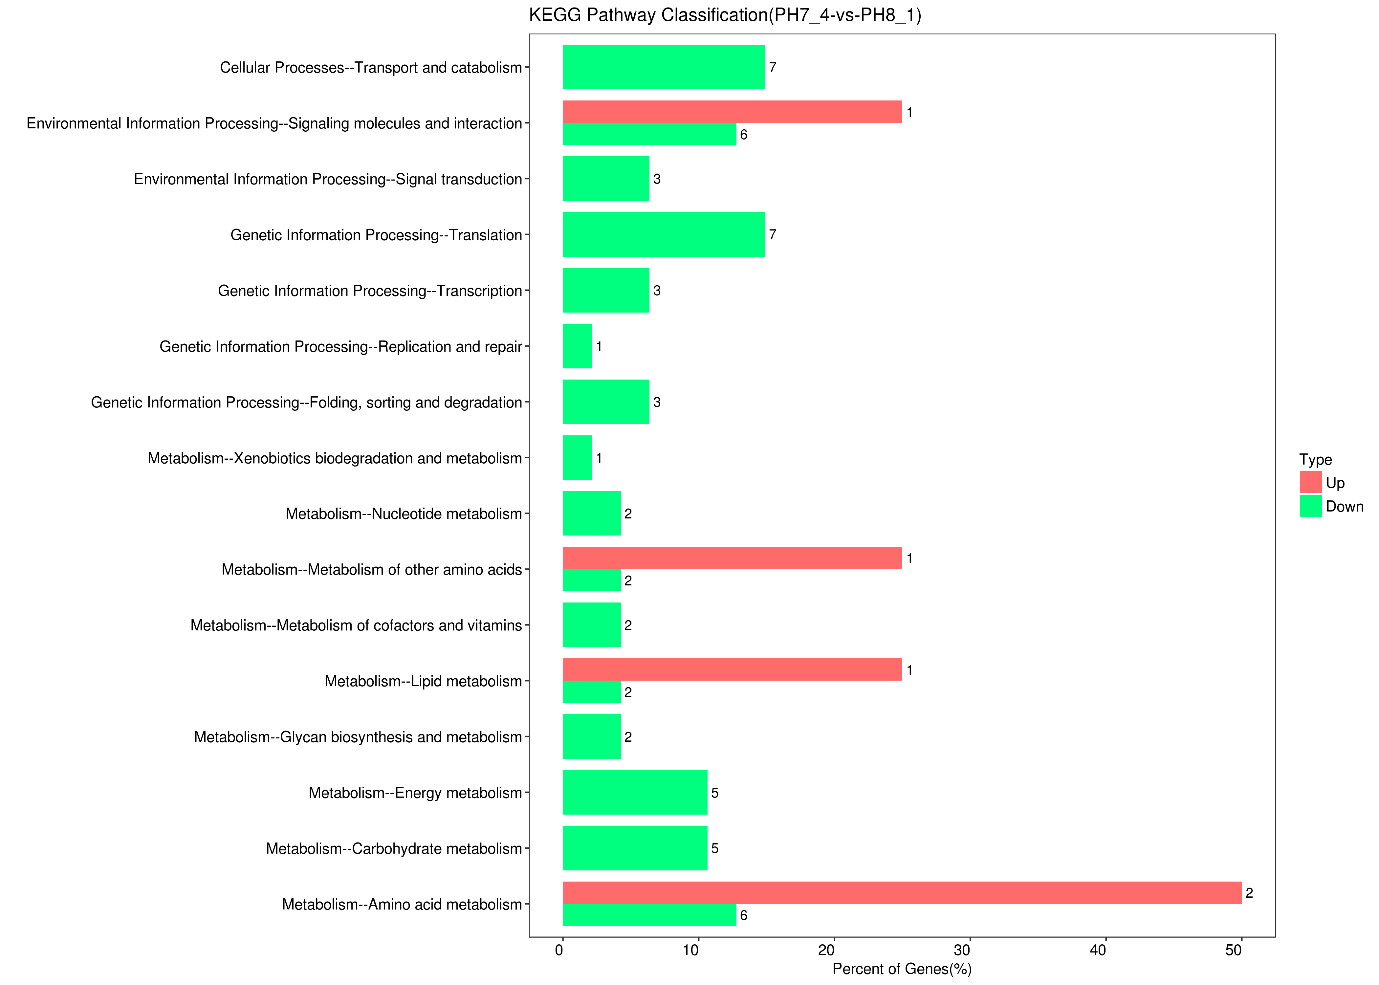 KEGG Pathway Classification(PH7_4-vs-PH8_1)
Cellular Processes--Transport and catabolism
7
Environmental Information Processing--Signaling molecules and interaction
1
6
Environmental Information Processing--Signal transduction
3
Genetic Information Processing--Translation
7
Genetic Information Processing--Transcription
3
Genetic Information Processing--Replication and repair
1
Genetic Information Processing--Folding, sorting and degradation
3
Metabolism--Xenobiotics biodegradation and metabolism
1
Metabolism--Nucleotide metabolism
2
Metabolism--Metabolism of other amino acids
1
2
Metabolism--Metabolism of cofactors and vitamins
2
Metabolism--Lipid metabolism
1
2
Metabolism--Glycan biosynthesis and metabolism
2
Metabolism--Energy metabolism
5
Metabolism--Carbohydrate metabolism
5
Metabolism--Amino acid metabolism
2
6
0 10 20 30 40 50
Percent of Genes(%)
Type
Up
Down